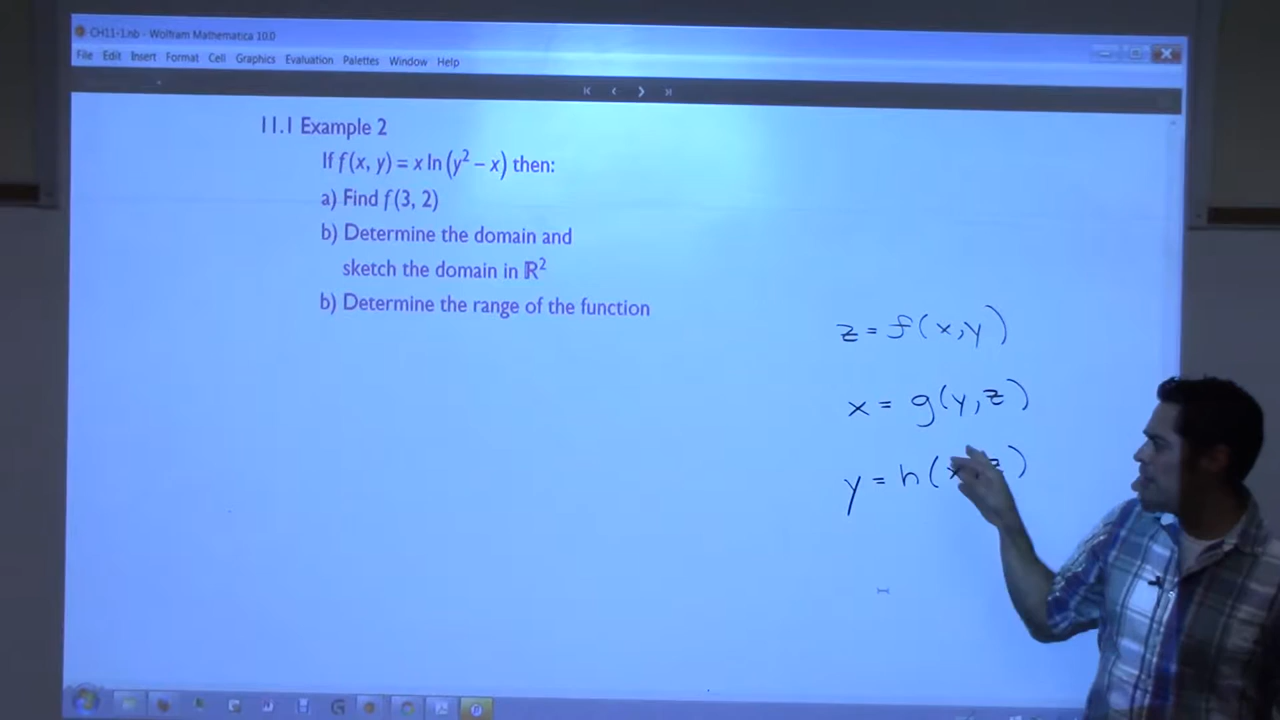 CH11-1.nb - Wolfram Mathematica 10.0
File Edit Insert Format Cell Graphics Evaluation Palettes Window Help
11.1 Example 2
If f(x, y) = x ln(y² – x) then:
a) Find f(3, 2)
b) Determine the domain and
sketch the domain in ℝ²
b) Determine the range of the function
z = f(x,y)
x = g(y,z)
y = h(x,z)